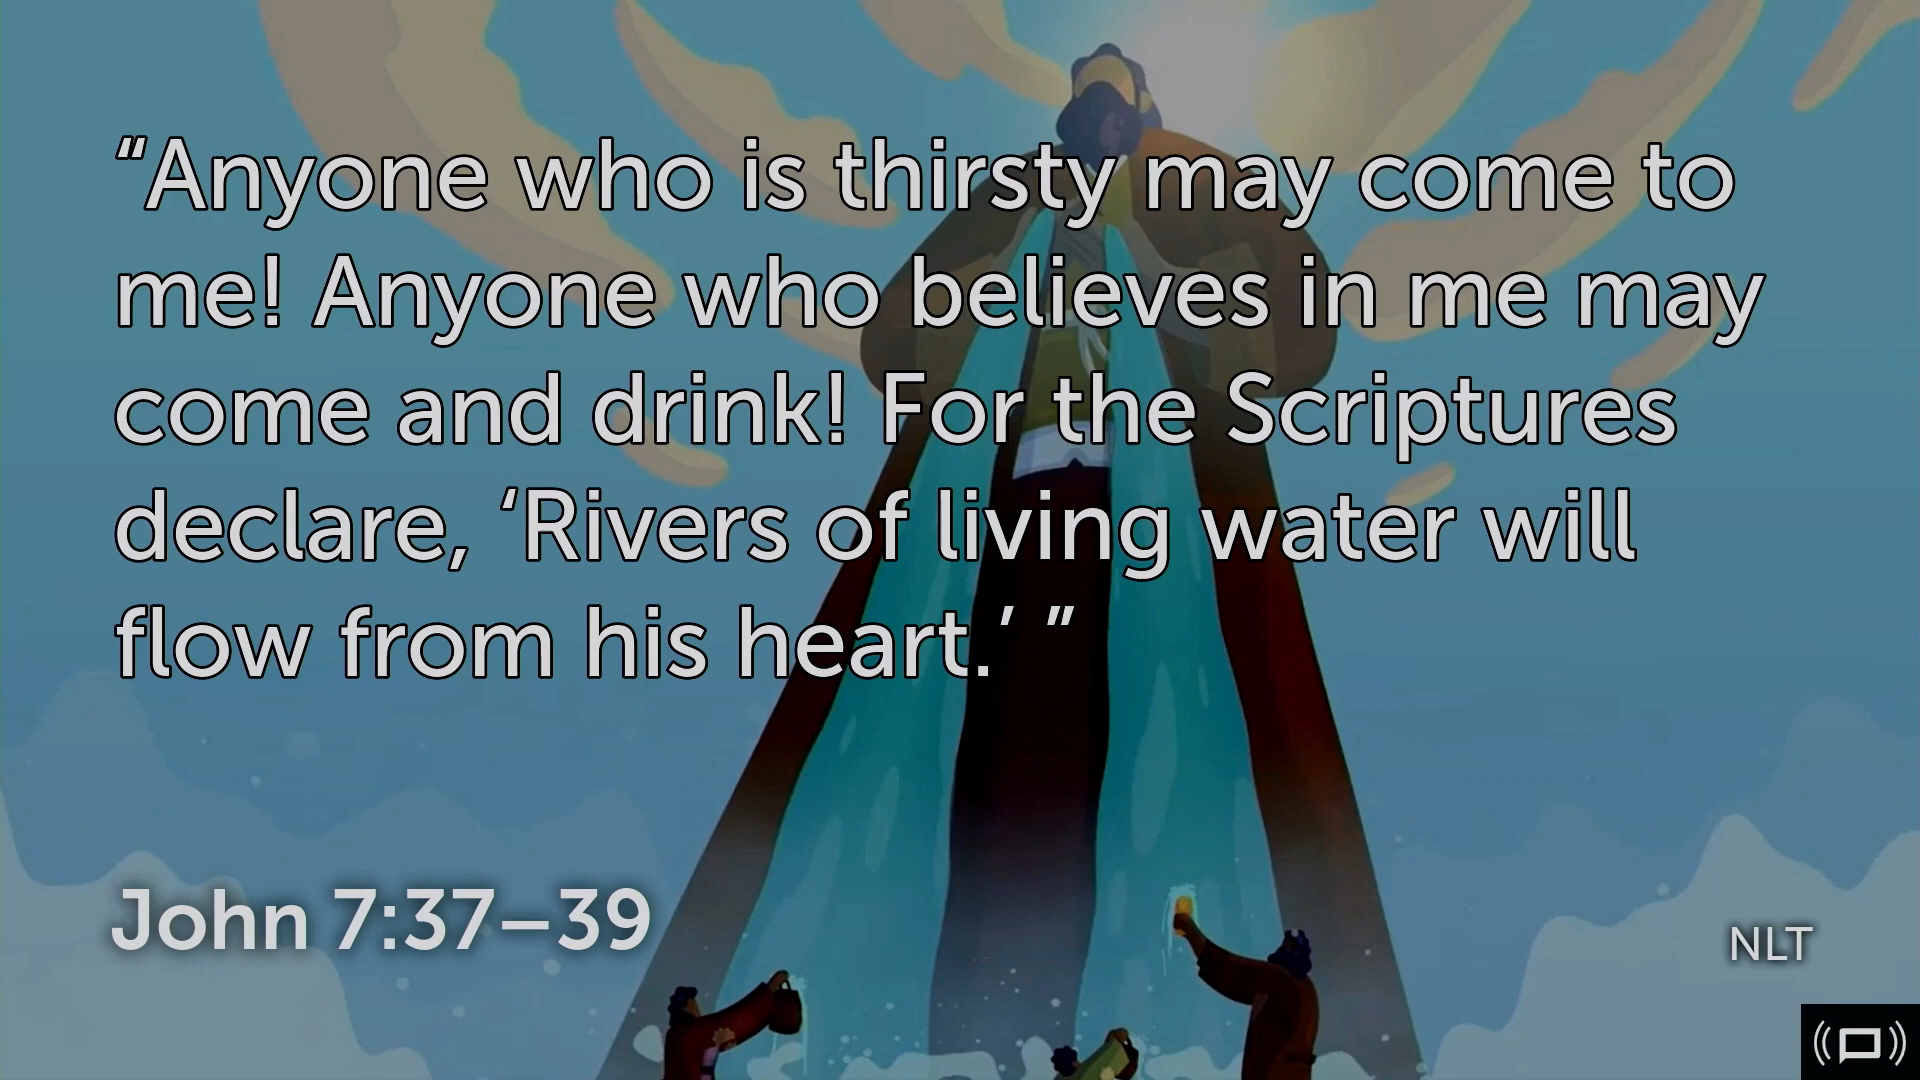 “Anyone who is thirsty may come to
me! Anyone who believes in me may
come and drink! For the Scriptures
declare, ‘Rivers of living water will
flow from his heart.’ ”
John 7:37–39
NLT